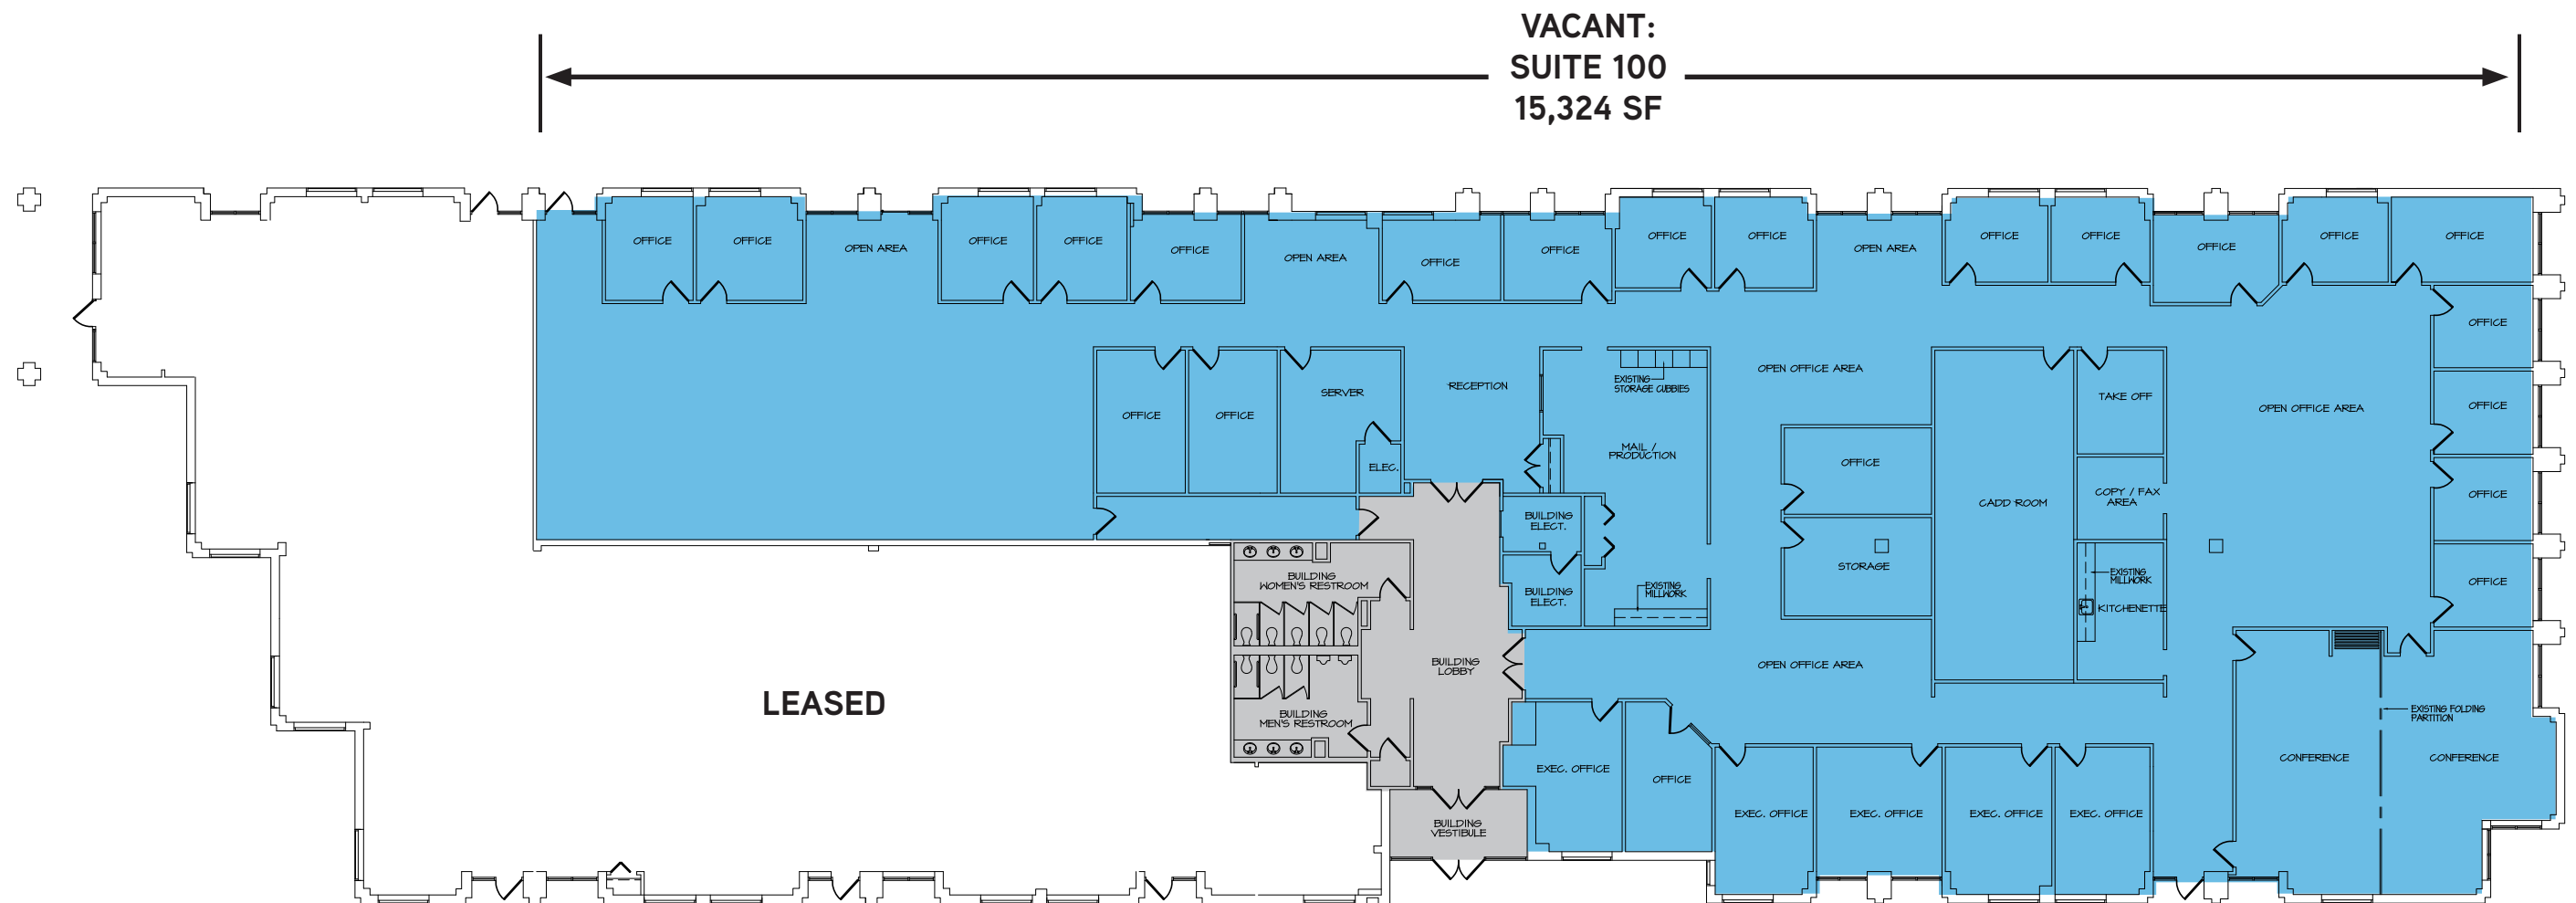 VACANT:
SUITE 100
15,324 SF
OFFICE
OFFICE
OPEN AREA
OFFICE
OFFICE
OFFICE
OPEN AREA
OFFICE
OFFICE
OFFICE
OFFICE
OPEN AREA
OFFICE
OFFICE
OFFICE
OFFICE
OFFICE
OFFICE
OFFICE
OFFICE
OFFICE
OFFICE
OFFICE
SERVER
ELEC.
RECEPTION
EXISTING
STORAGE CUBBIES
MAIL /
PRODUCTION
OPEN OFFICE AREA
OFFICE
STORAGE
CADD ROOM
TAKE OFF
COPY / FAX
AREA
EXISTING
MILLWORK
KITCHENETTE
OPEN OFFICE AREA
BUILDING
ELECT.
BUILDING
ELECT.
EXISTING
MILLWORK
BUILDING
WOMEN'S RESTROOM
BUILDING
MEN'S RESTROOM
BUILDING
LOBBY
OPEN OFFICE AREA
LEASED
EXEC. OFFICE
OFFICE
EXEC. OFFICE
EXEC. OFFICE
EXEC. OFFICE
EXEC. OFFICE
CONFERENCE
EXISTING FOLDING
PARTITION
CONFERENCE
BUILDING
VESTIBULE